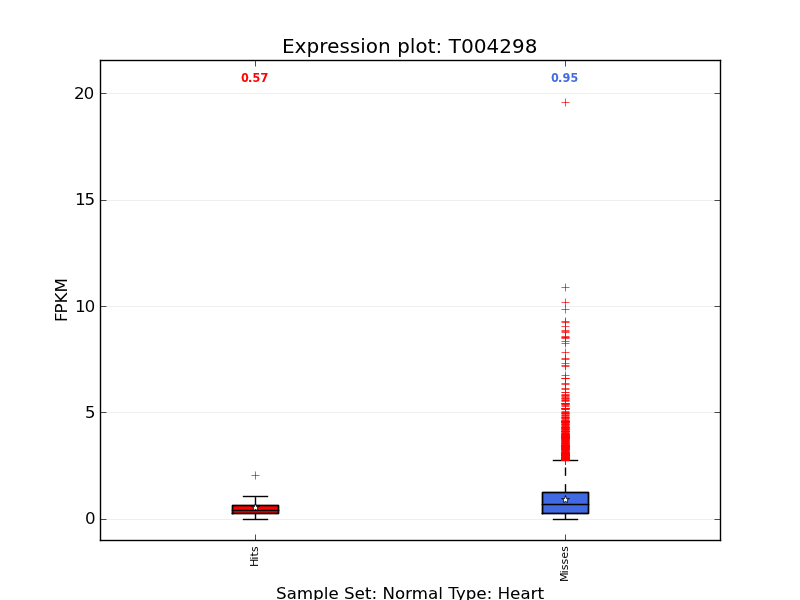 Expression plot: T004298
0.57
0.95
20
15
10
5
0
FPKM
Hits
Misses
Sample Set: Normal Type: Heart